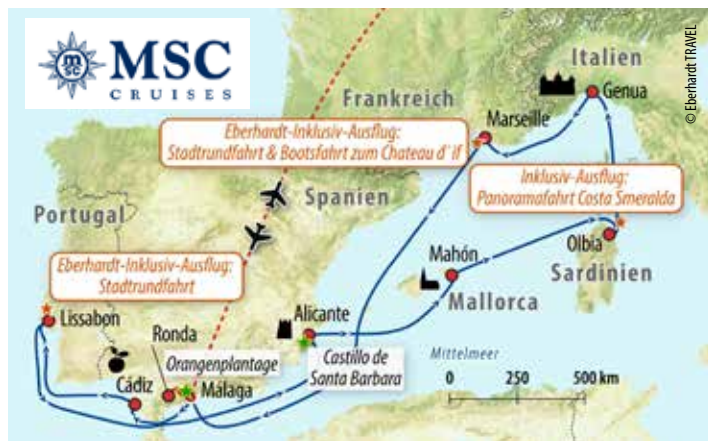 MSC
CRUISES
msc
© Eberhardt TRAVEL
Italien
Genua
Frankreich
Marseille
Eberhardt-Inklusiv-Ausflug:
Stadtrundfahrt & Bootsfahrt zum Chateau d´if
Spanien
Inklusiv-Ausflug:
Panoramafahrt Costa Smeralda
Portugal
Olbia
Sardinien
Eberhardt-Inklusiv-Ausflug:
Stadtrundfahrt
Mahón
Mallorca
Lissabon
Alicante
Ronda
Orangenplantage
Castillo de
Santa Barbara
Mittelmeer
Cádiz
Málaga
0 250 500 km